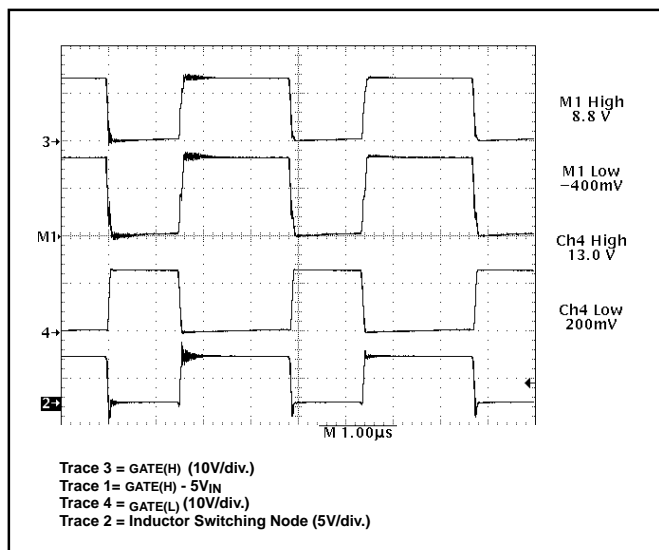 M1 High
8.8 V
3→
M1 Low
−400mV
M1→
Ch4 High
13.0 V
Ch4 Low
200mV
4→
2→
M 1.00µs
Trace 3 = GATE(H) (10V/div.)
Trace 1= GATE(H) - 5VIN
Trace 4 = GATE(L) (10V/div.)
Trace 2 = Inductor Switching Node (5V/div.)